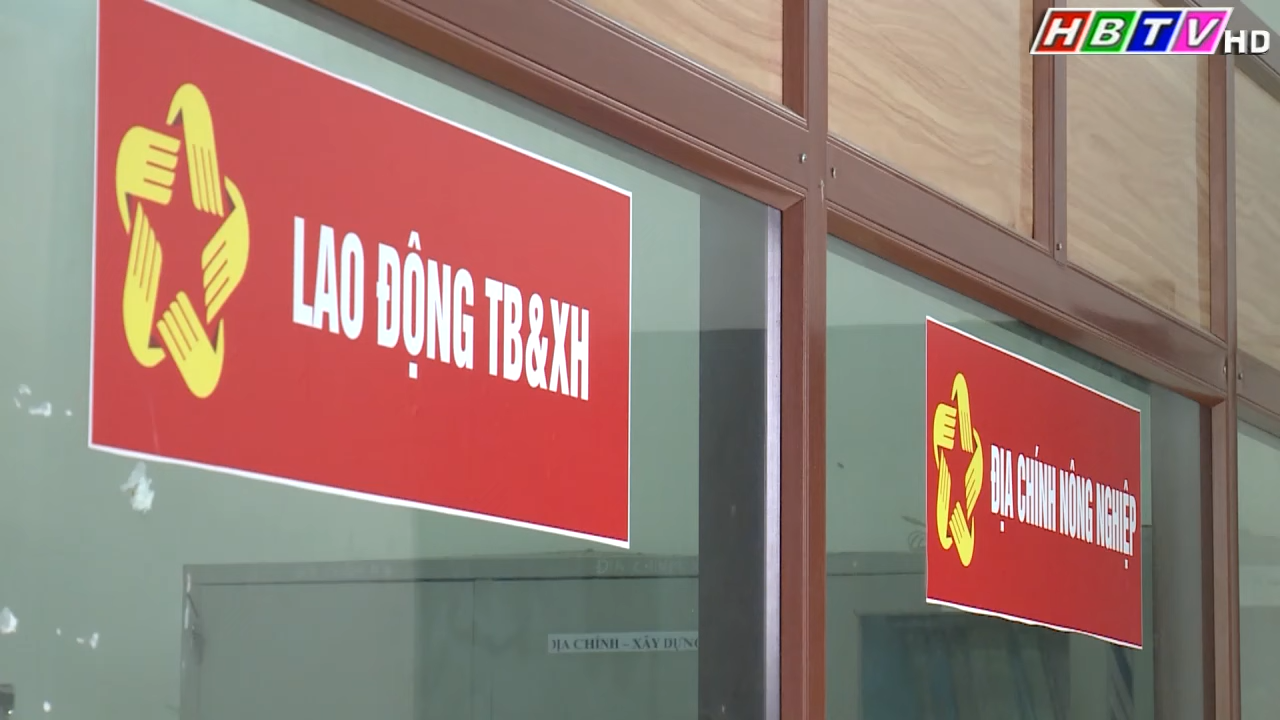 HBTV HD
LAO ĐỘNG TB&XH
ĐỊA CHÍNH NÔNG NGHIỆP
ĐỊA CHÍNH – XÂY DỰNG